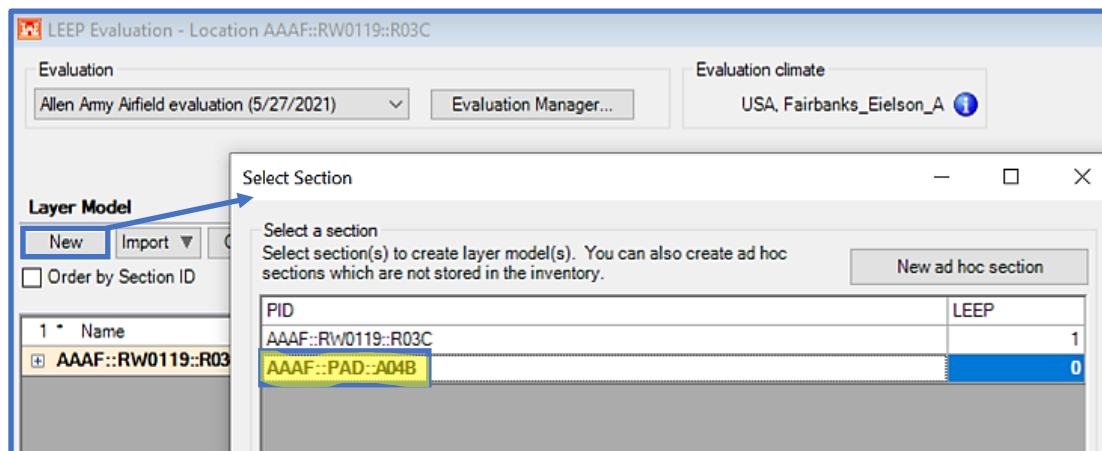 LEEP Evaluation - Location AAAF::RW0119::R03C
Evaluation
Evaluation climate
Allen Army Airfield evaluation (5/27/2021)
Evaluation Manager...
USA, Fairbanks_Eielson_A
Select Section
Layer Model
New
Import
Select a section
Select section(s) to create layer model(s). You can also create ad hoc
sections which are not stored in the inventory.
New ad hoc section
Order by Section ID
PID
LEEP
1 Name
AAAF::RW0119::R03C
1
AAAF::RW0119::R03
AAAF::PAD::A04B
0